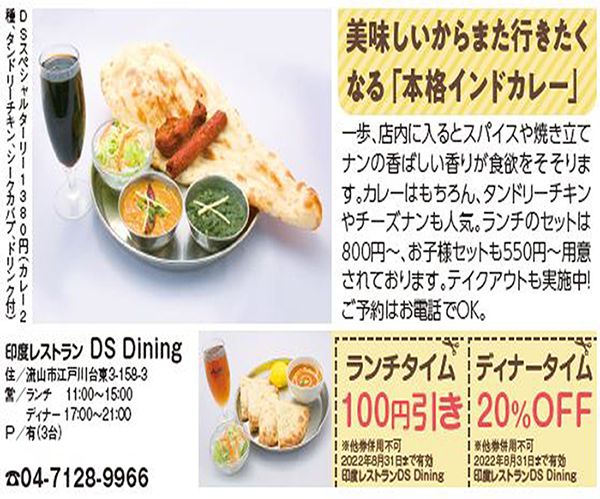 DSスペシャルターリー1380円(カレー2
種、タンドリーチキン、シークカバブ、ドリンク付)
美味しいからまた行きたく
なる「本格インドカレー」
一歩、店内に入るとスパイスや焼き立て
ナンの香ばしい香りが食欲をそそりま
す。カレーはもちろん、タンドリーチキン
やチーズナンも人気。ランチのセットは
800円〜、お子様セットも550円〜用意
されております。テイクアウトも実施中!
ご予約はお電話でOK。
印度レストラン DS Dining
住/流山市江戸川台東3-158-3
営/ランチ 11:00〜15:00
ディナー 17:00〜21:00
P/有(3台)
☎04-7128-9966
ランチタイム
100円引き
※他券併用不可
2022年8月31日まで有効
印度レストランDS Dining
ディナータイム
20%OFF
※他券併用不可
2022年8月31日まで有効
印度レストランDS Dining